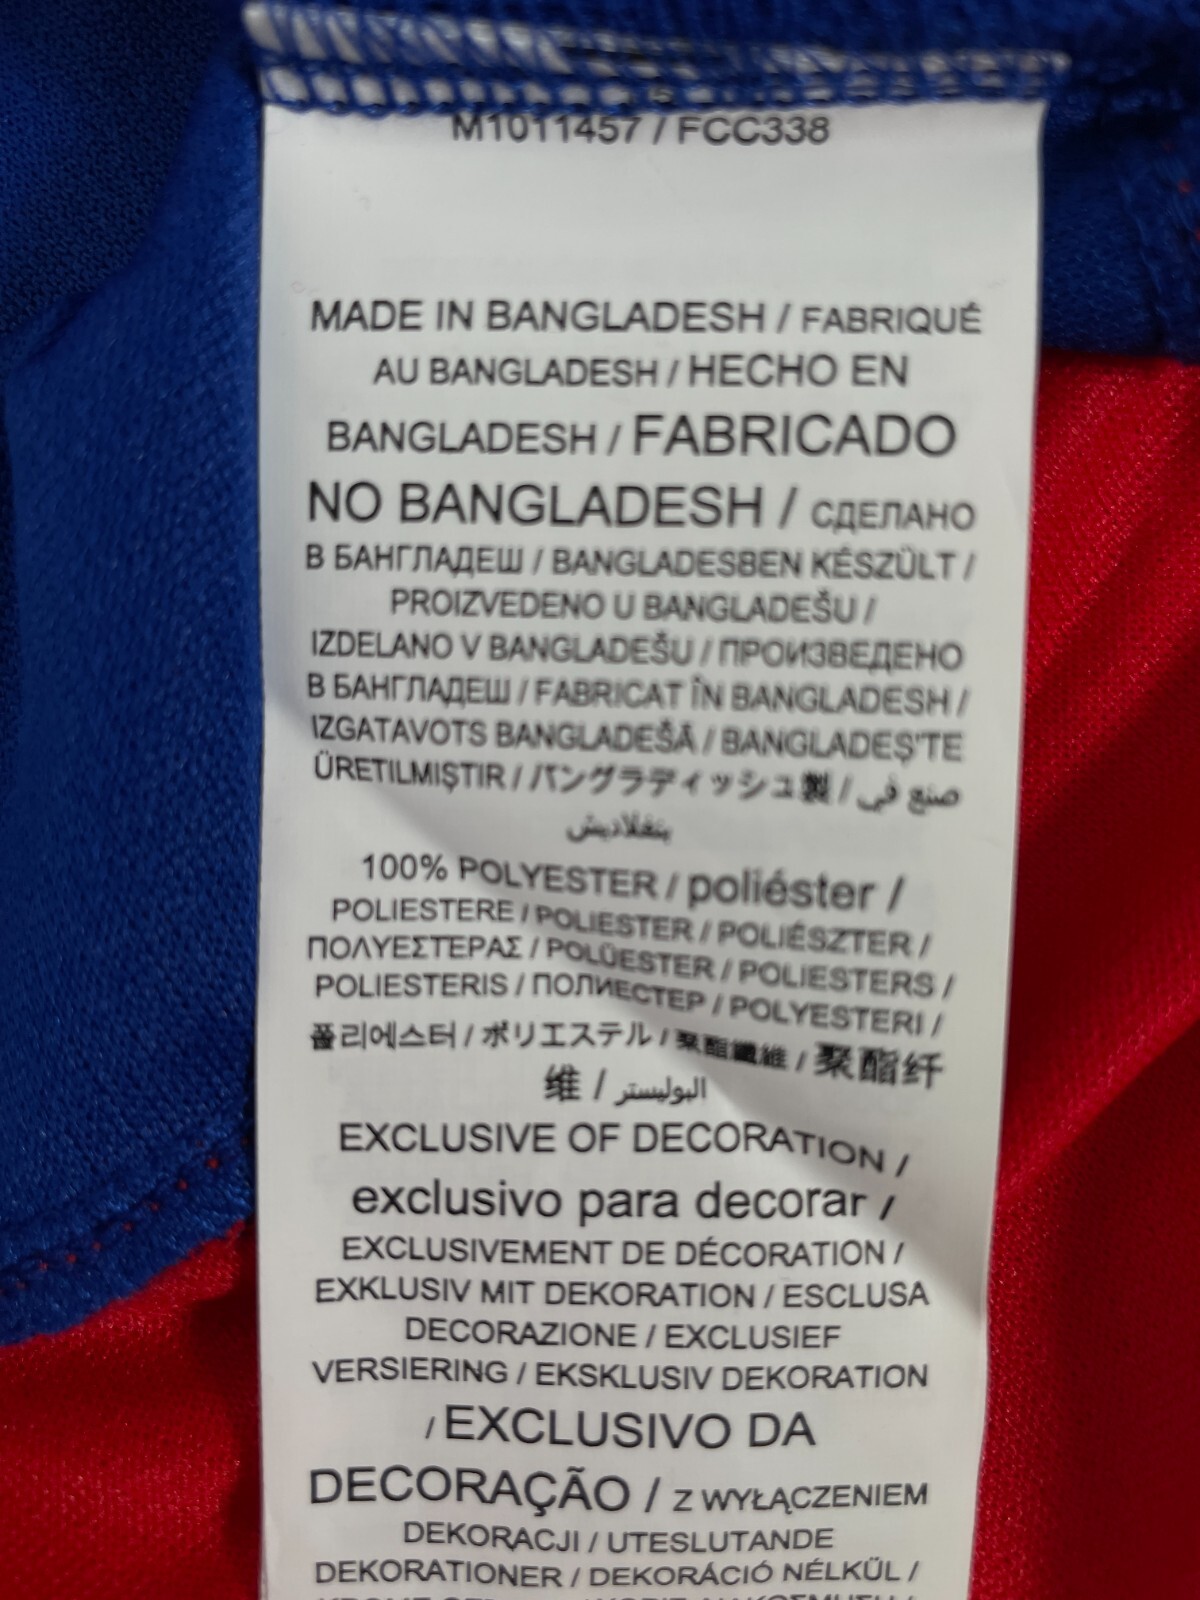 M1011457 / FCC338
MADE IN BANGLADESH / FABRIQUÉ
AU BANGLADESH / HECHO EN
BANGLADESH / FABRICADO
NO BANGLADESH / СДЕЛАНО
В БАНГЛАДЕШ / BANGLADESBEN KÉSZÜLT /
PROIZVEDENO U BANGLADEŠU /
IZDELANO V BANGLADEŠU / ПРОИЗВЕДЕНО
В БАНГЛАДЕШ / FABRICAT ÎN BANGLADESH /
IZGATAVOTS BANGLADEŠĀ / BANGLADEŞ'TE
ÜRETILMIŞTIR / バングラディッシュ製 / صنع في
بنغلاديش
100% POLYESTER / poliéster /
POLIESTERE / POLIESTER / POLIÉSZTER /
ΠΟΛΥΕΣΤΕΡΑΣ / POLÜESTER / POLIESTERS /
POLIESTERIS / ПОЛИЕСТЕР / POLYESTERI /
폴리에스터 / ポリエステル / 聚酯纖維 / 聚酯纤
维 / البوليستر
EXCLUSIVE OF DECORATION /
exclusivo para decorar /
EXCLUSIVEMENT DE DÉCORATION /
EXKLUSIV MIT DEKORATION / ESCLUSA
DECORAZIONE / EXCLUSIEF
VERSIERING / EKSKLUSIV DEKORATION
/ EXCLUSIVO DA
DECORAÇÃO / Z WYŁĄCZENIEM
DEKORACJI / UTESLUTANDE
DEKORATIONER / DEKORÁCIÓ NÉLKÜL /